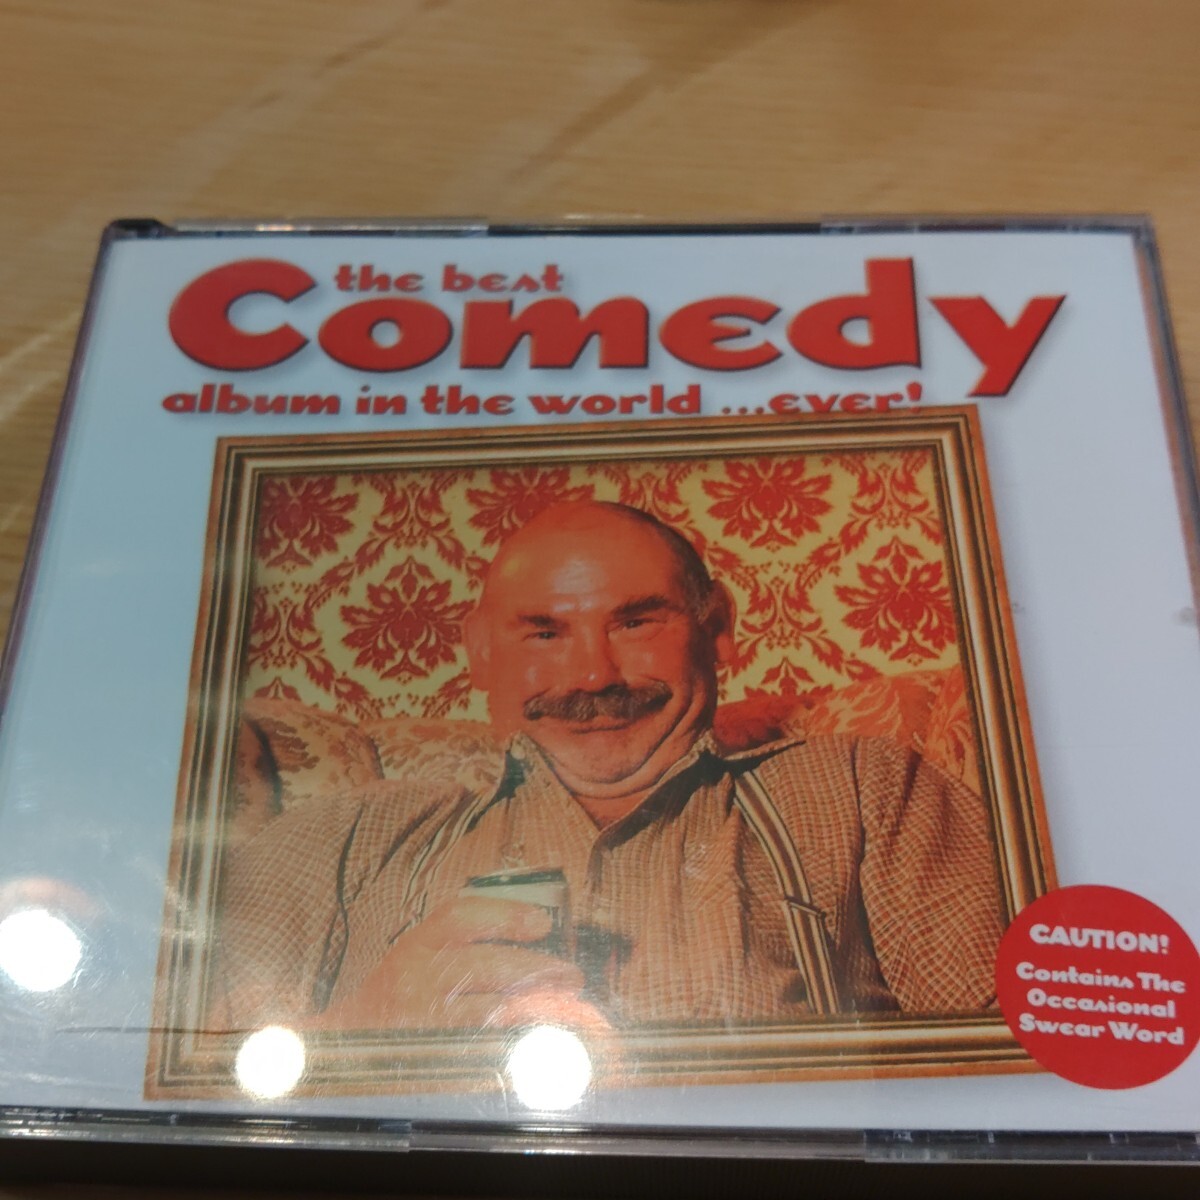 the best
Comedy
album in the world ...ever!
CAUTION!
Contains The
Occasional
Swear Word